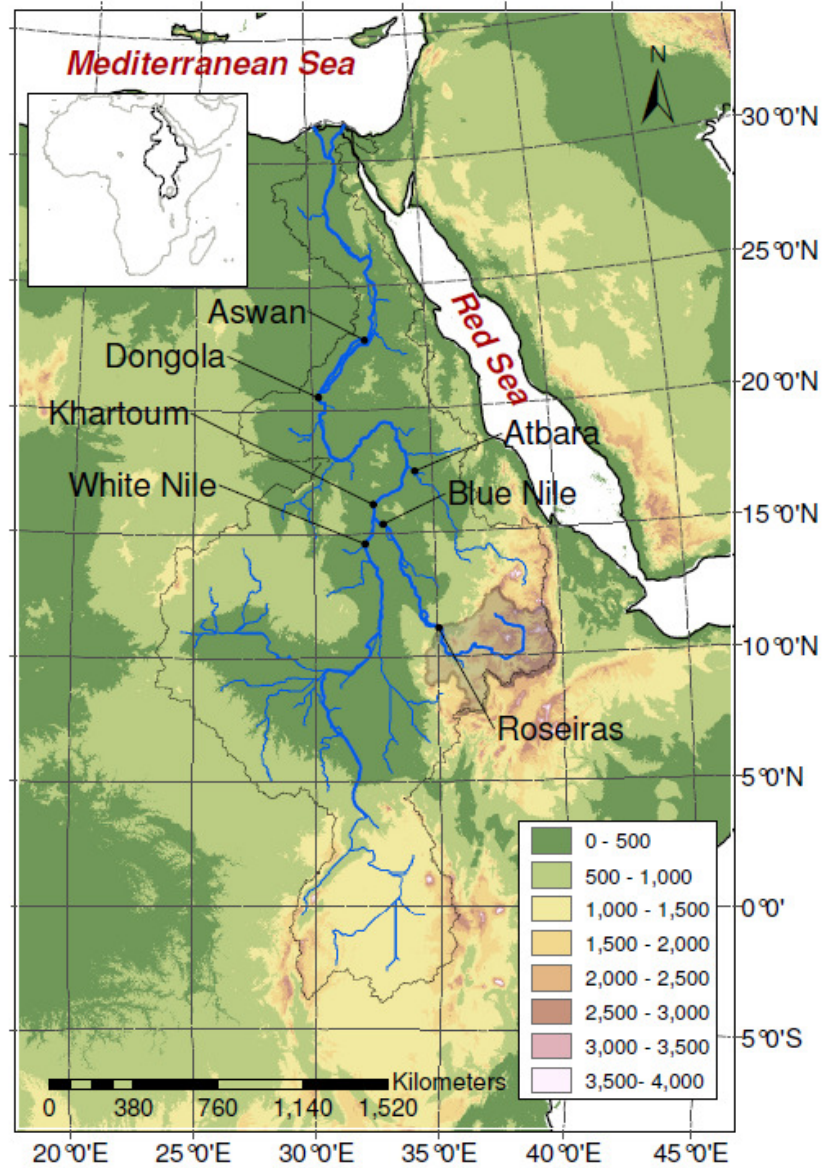 Mediterranean Sea
N
30°0'N
25°0'N
Red Sea
Aswan
Dongola
20°0'N
Khartoum
Atbara
White Nile
Blue Nile
15°0'N
10°0'N
Roseiras
5°0'N
0 - 500
500 - 1,000
1,000 - 1,500
0°0'
1,500 - 2,000
2,000 - 2,500
2,500 - 3,000
5°0'S
3,000 - 3,500
3,500- 4,000
Kilometers
0 380 760 1,140 1,520
20°0'E 25°0'E 30°0'E 35°0'E 40°0'E 45°0'E